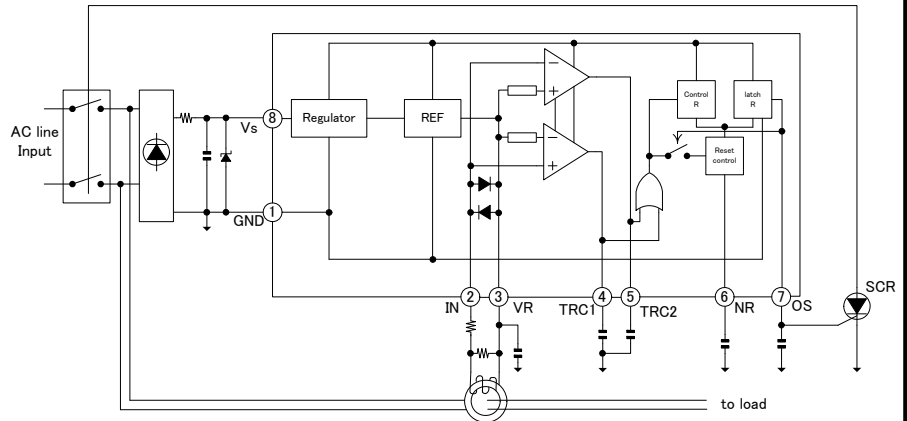 AC line
Input
8
Vs
Regulator
REF
Control
R
latch
R
Reset
control
1
GND
2
IN
3
VR
4
TRC1
5
TRC2
6
NR
7
OS
SCR
to load
−
+
−
+